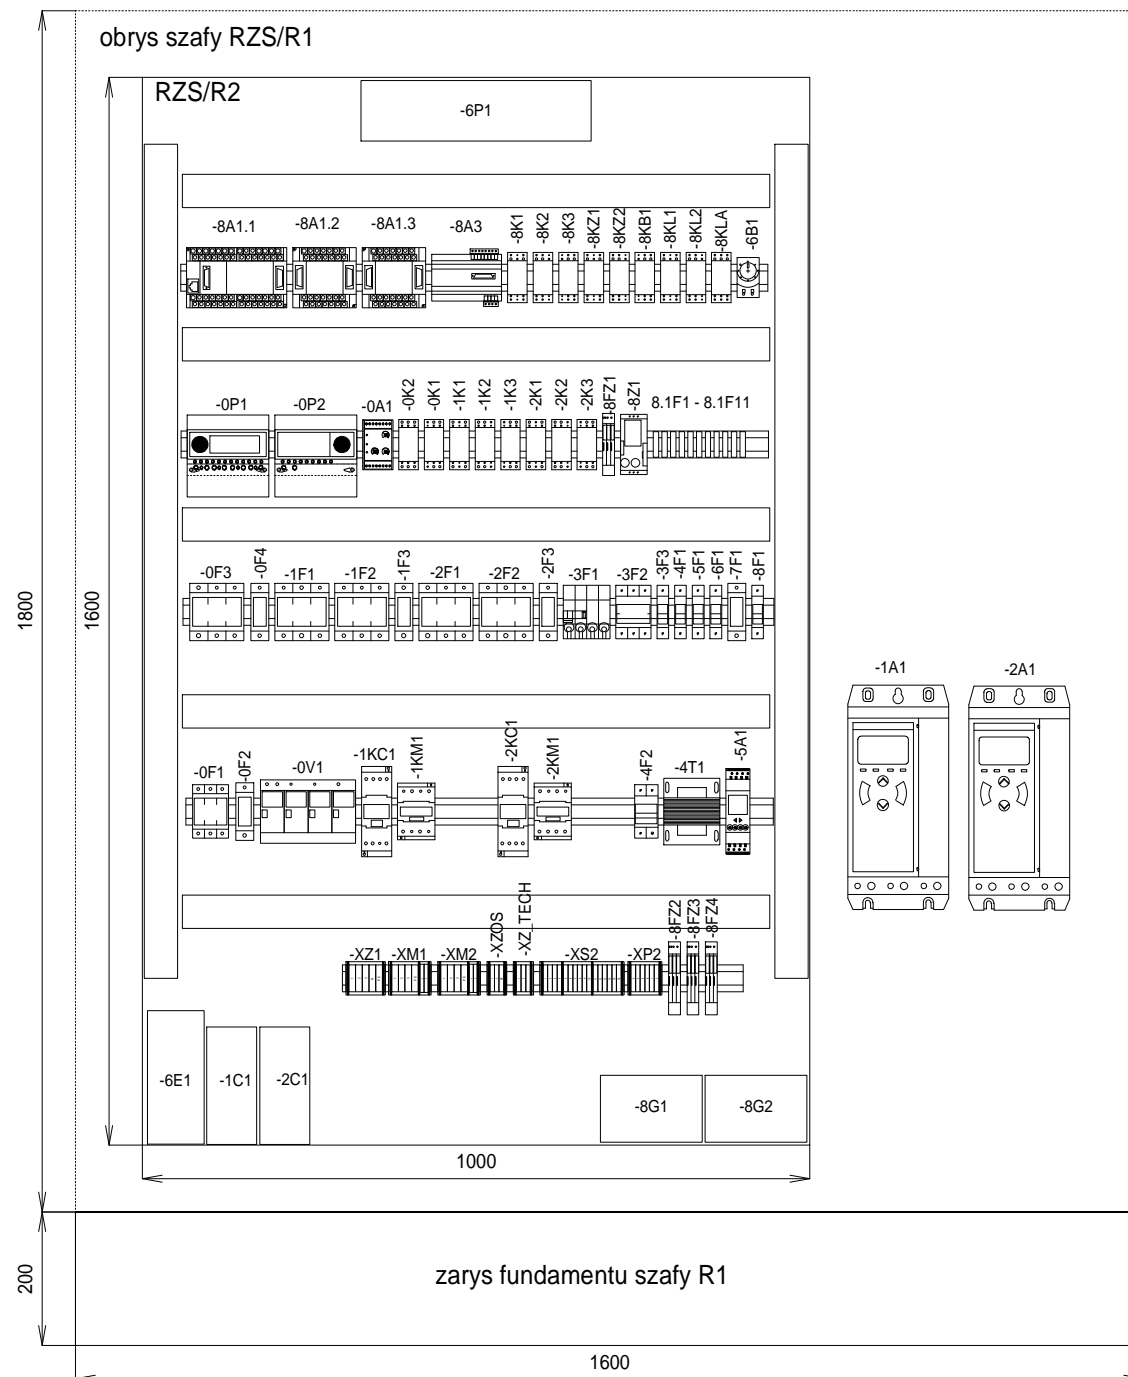 obrys szafy RZS/R1
RZS/R2
-6P1
-8A1.1
-8A1.2
-8A1.3
-8A3
-8K1
-8K2
-8K3
-8KZ1
-8KZ2
-8KB1
-8KL1
-8KL2
-8KLA
-6B1
-0P1
-0P2
-0A1
-0K2
-0K1
-1K1
-1K2
-1K3
-2K1
-2K2
-2K3
-8FZ1
-8Z1
8.1F1 - 8.1F11
-0F3
-0F4
-1F1
-1F2
-1F3
-2F1
-2F2
-2F3
-3F1
-3F2
-3F3
-4F1
-5F1
-6F1
-7F1
-8F1
1800
1600
-1A1
-2A1
-0F1
-0F2
-0V1
-1KC1
-1KM1
-2KC1
-2KM1
-4F2
-4T1
-5A1
-XZ1
-XM1
-XM2
-XZOS
-XZ_TECH
-XS2
-XP2
-8FZ2
-8FZ3
-8FZ4
-6E1
-1C1
-2C1
-8G1
-8G2
1000
200
zarys fundamentu szafy R1
1600